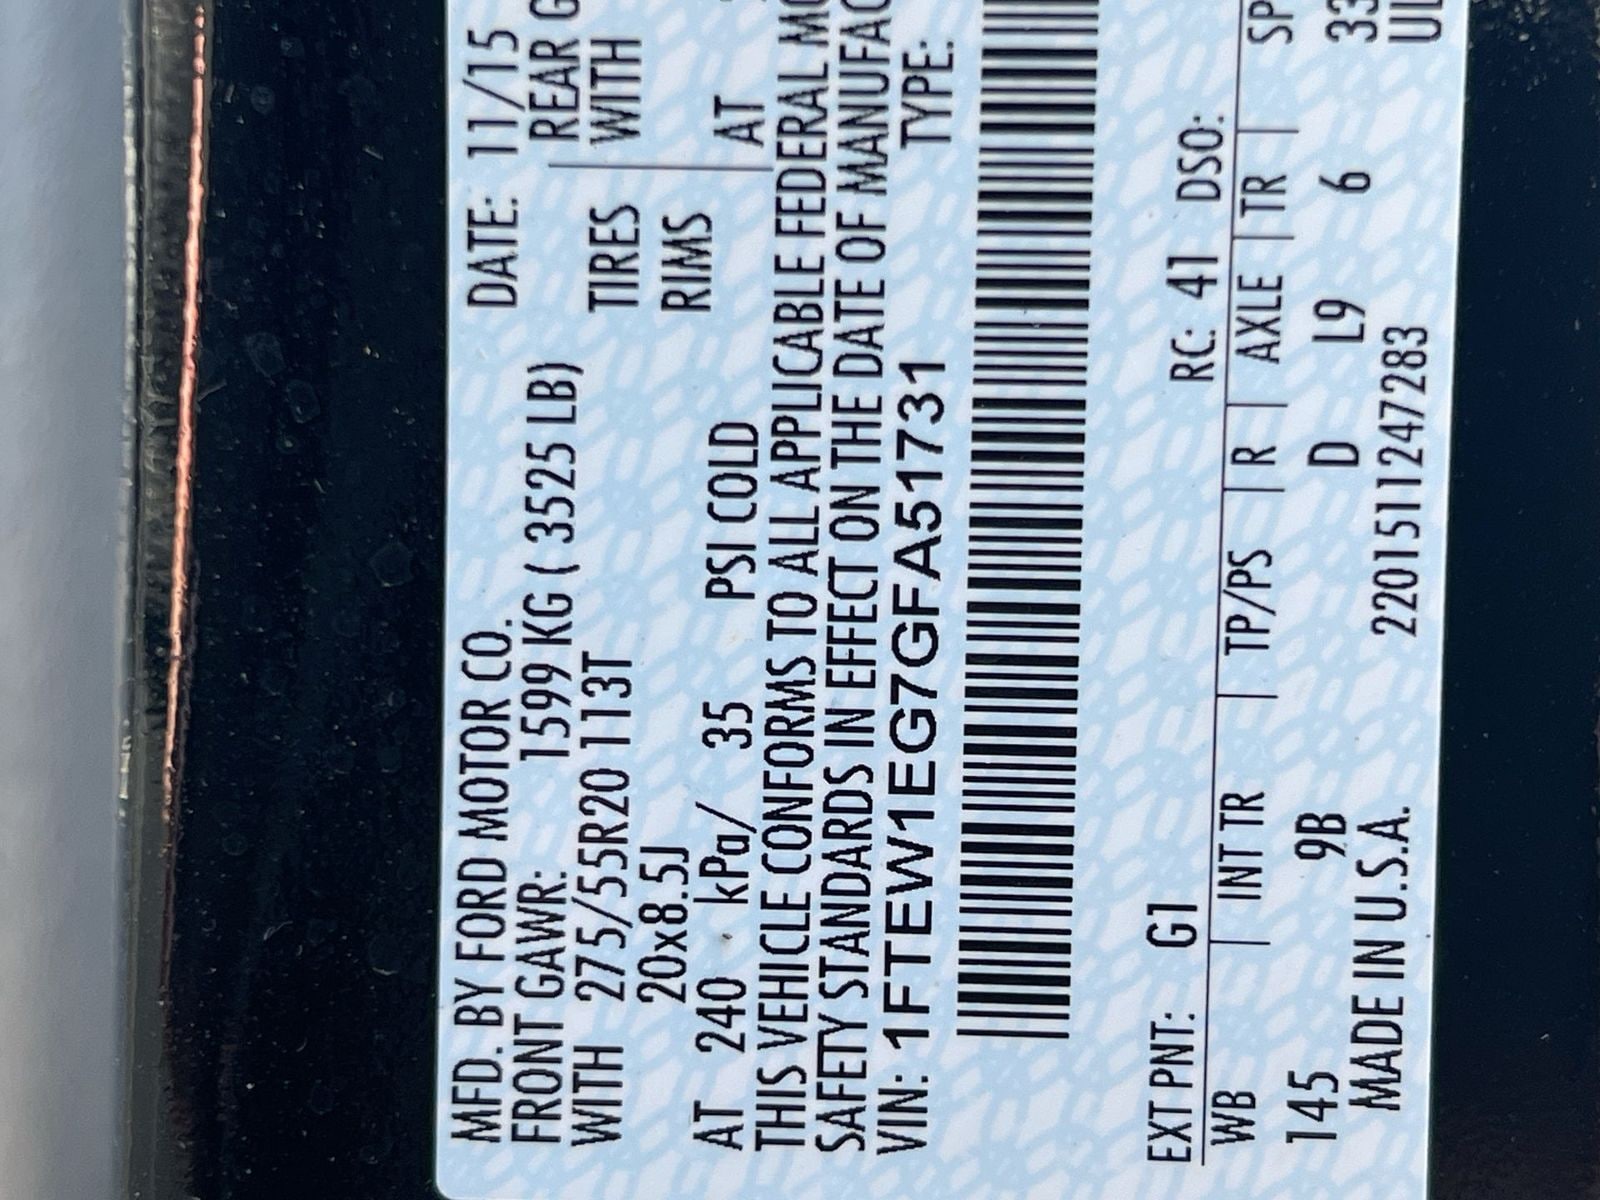 MFD. BY FORD MOTOR CO. DATE: 11/15
FRONT GAWR: 1599 KG ( 3525 LB) REAR
WITH 275/55R20 113T TIRES WITH
20x8.5J RIMS
AT 240 kPa/ 35 PSI COLD AT
THIS VEHICLE CONFORMS TO ALL APPLICABLE FEDERAL
SAFETY STANDARDS IN EFFECT ON THE DATE OF
VIN: 1FTEW1EG7GFA51731 TYPE:
EXT PNT: G1 RC: 41 DSO:
WB | INT TR | TP/PS | R | AXLE | TR | SP
145 9B D L9 6 33
MADE IN U.S.A. 220151124​7283